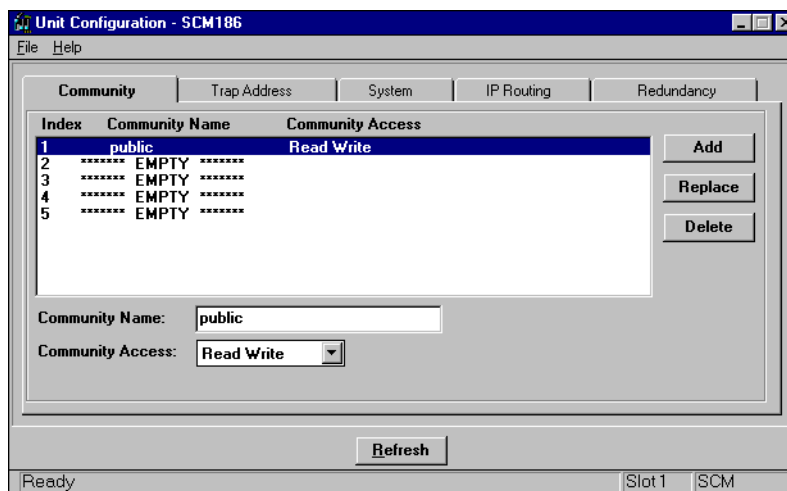 Unit Configuration - SCM186
File Help
Community Trap Address System IP Routing Redundancy
Index Community Name Community Access
1 public Read Write
2 ******* EMPTY *******
3 ******* EMPTY *******
4 ******* EMPTY *******
5 ******* EMPTY *******
Add
Replace
Delete
Community Name: public
Community Access: Read Write
Refresh
Ready Slot 1 SCM